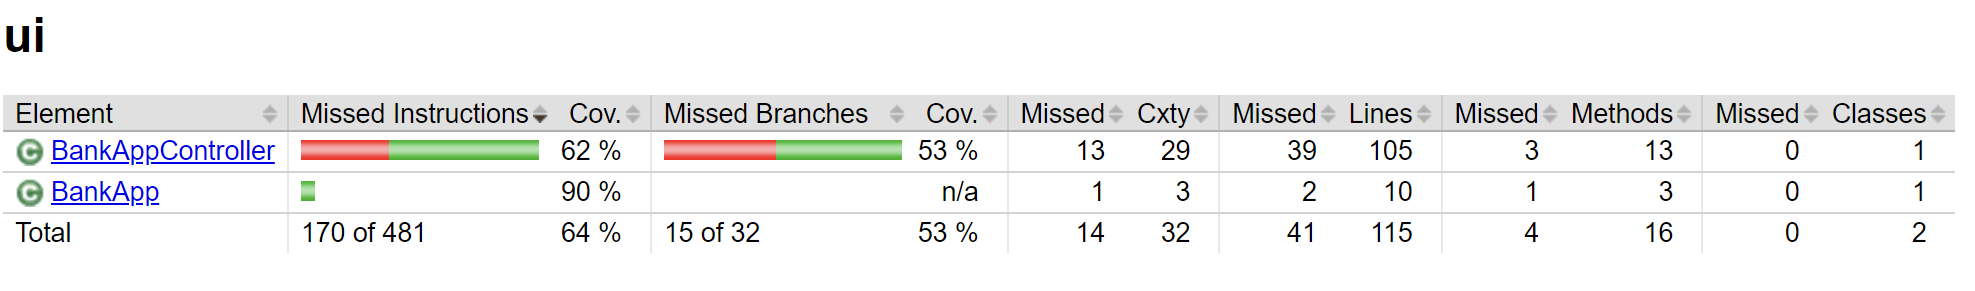 ui
Element Missed Instructions Cov. Missed Branches Cov. Missed Cxty Missed Lines Missed Methods Missed Classes
C BankAppController 62 % 53 % 13 29 39 105 3 13 0 1
C BankApp 90 % n/a 1 3 2 10 1 3 0 1
Total 170 of 481 64 % 15 of 32 53 % 14 32 41 115 4 16 0 2